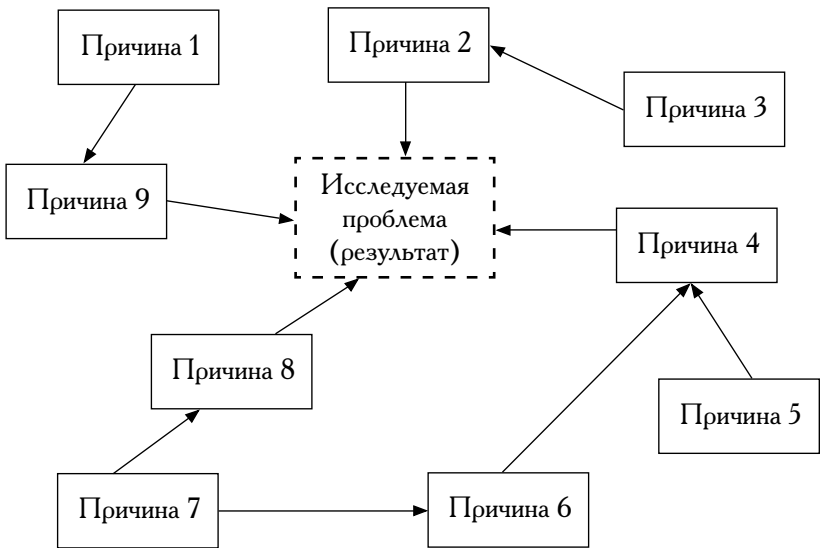 Причина 1
Причина 2
Причина 3
Причина 9
Исследуемая
проблема
(результат)
Причина 4
Причина 8
Причина 5
Причина 7
Причина 6